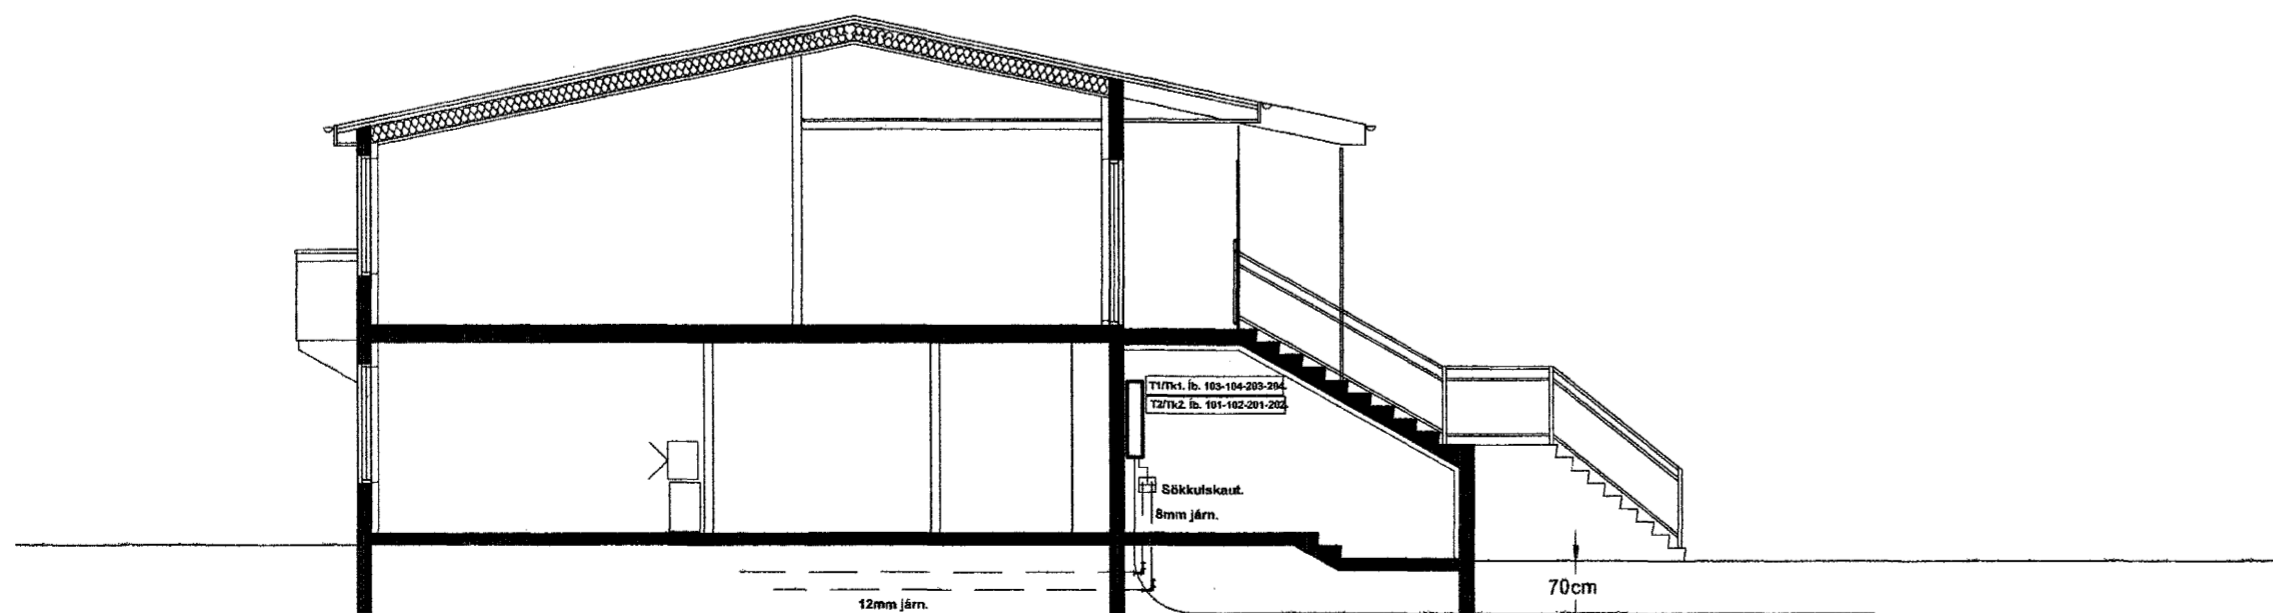 T1/Tk1. Íb. 103-104-203-204.
T2/Tk2. Íb. 101-102-201-202.
Sökkulskaut.
8mm járn.
12mm járn.
70cm